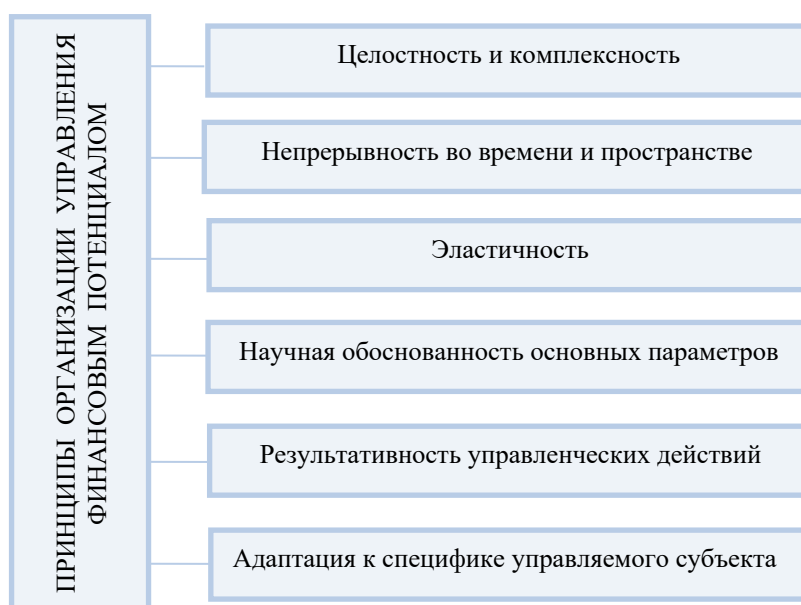 ПРИНЦИПЫ ОРГАНИЗАЦИИ УПРАВЛЕНИЯ
ФИНАНСОВЫМ ПОТЕНЦИАЛОМ
Целостность и комплексность
Непрерывность во времени и пространстве
Эластичность
Научная обоснованность основных параметров
Результативность управленческих действий
Адаптация к специфике управляемого субъекта